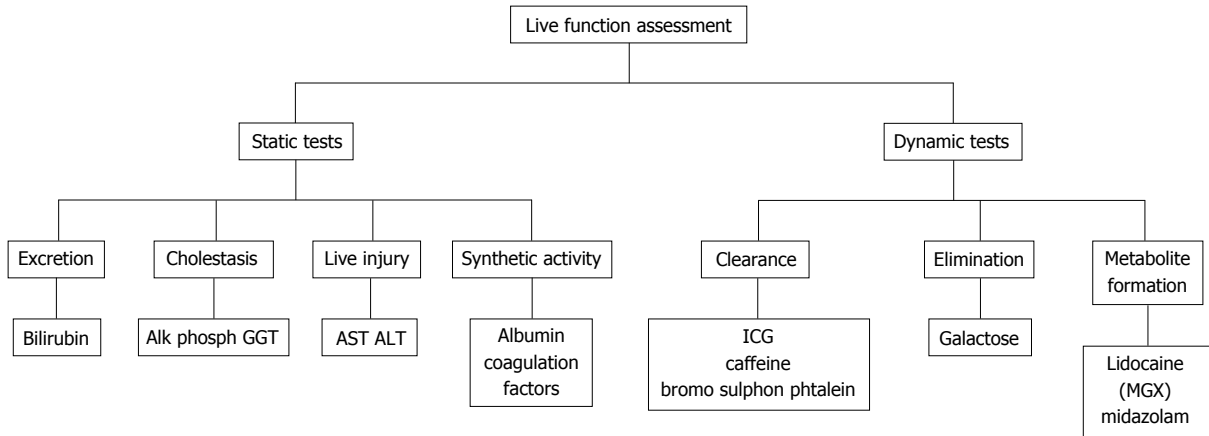 Live function assessment
Static tests
Dynamic tests
Excretion
Cholestasis
Live injury
Synthetic activity
Clearance
Elimination
Metabolite
formation
Bilirubin
Alk phosph GGT
AST ALT
Albumin
coagulation
factors
ICG
caffeine
bromo sulphon phtalein
Galactose
Lidocaine
(MGX)
midazolam